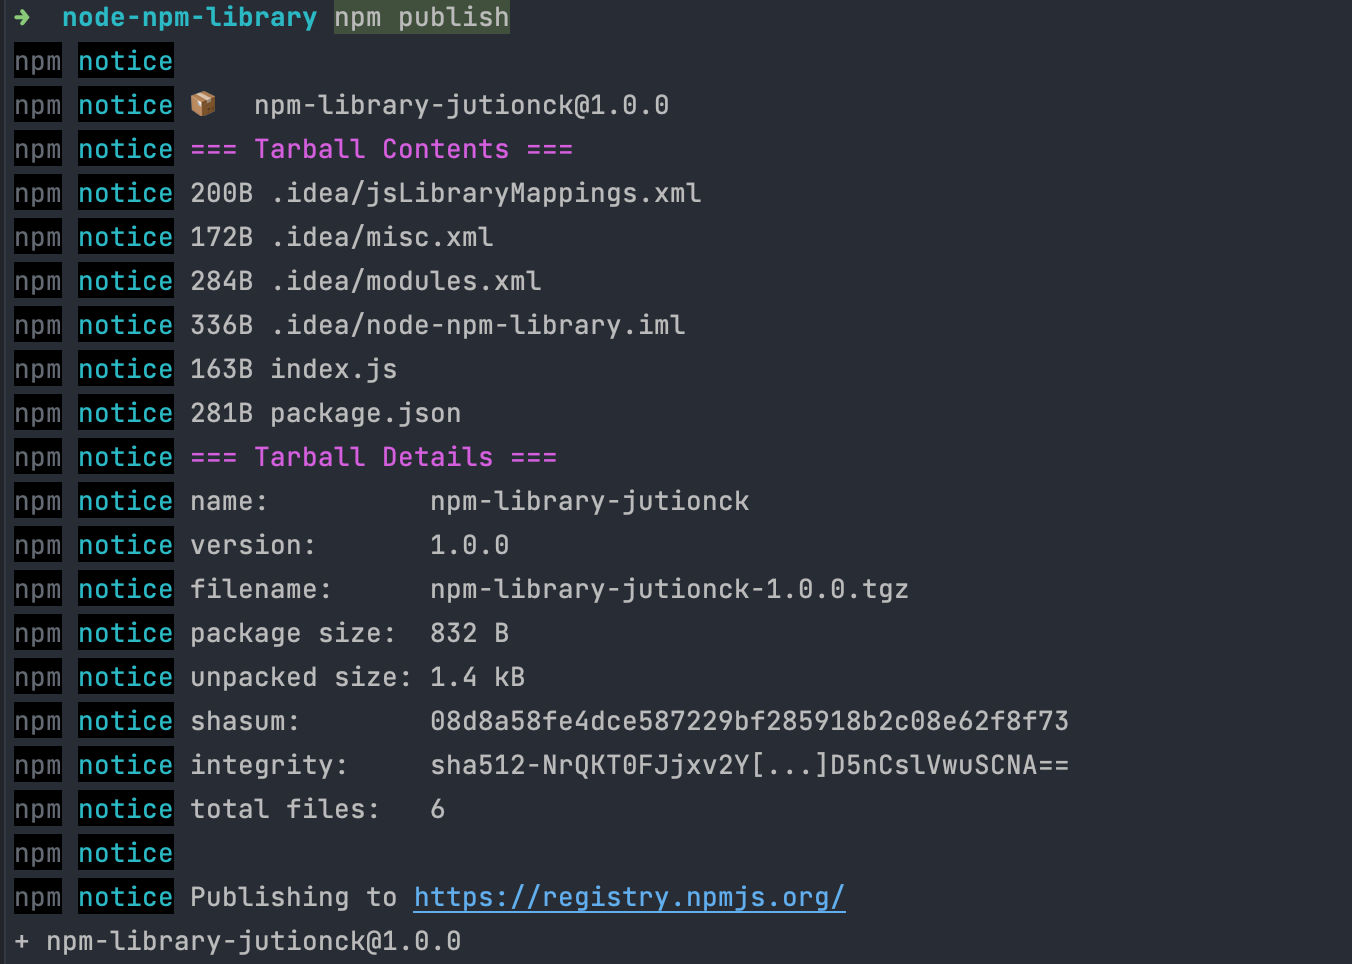 → node-npm-library npm publish
npm notice
npm notice 📦 npm-library-jutionck@1.0.0
npm notice === Tarball Contents ===
npm notice 200B .idea/jsLibraryMappings.xml
npm notice 172B .idea/misc.xml
npm notice 284B .idea/modules.xml
npm notice 336B .idea/node-npm-library.iml
npm notice 163B index.js
npm notice 281B package.json
npm notice === Tarball Details ===
npm notice name: npm-library-jutionck
npm notice version: 1.0.0
npm notice filename: npm-library-jutionck-1.0.0.tgz
npm notice package size: 832 B
npm notice unpacked size: 1.4 kB
npm notice shasum: 08d8a58fe4dce587229bf285918b2c08e62f8f73
npm notice integrity: sha512-NrQKT0FJjxv2Y[...]D5nCslVwuSCNA==
npm notice total files: 6
npm notice
npm notice Publishing to https://registry.npmjs.org/
+ npm-library-jutionck@1.0.0